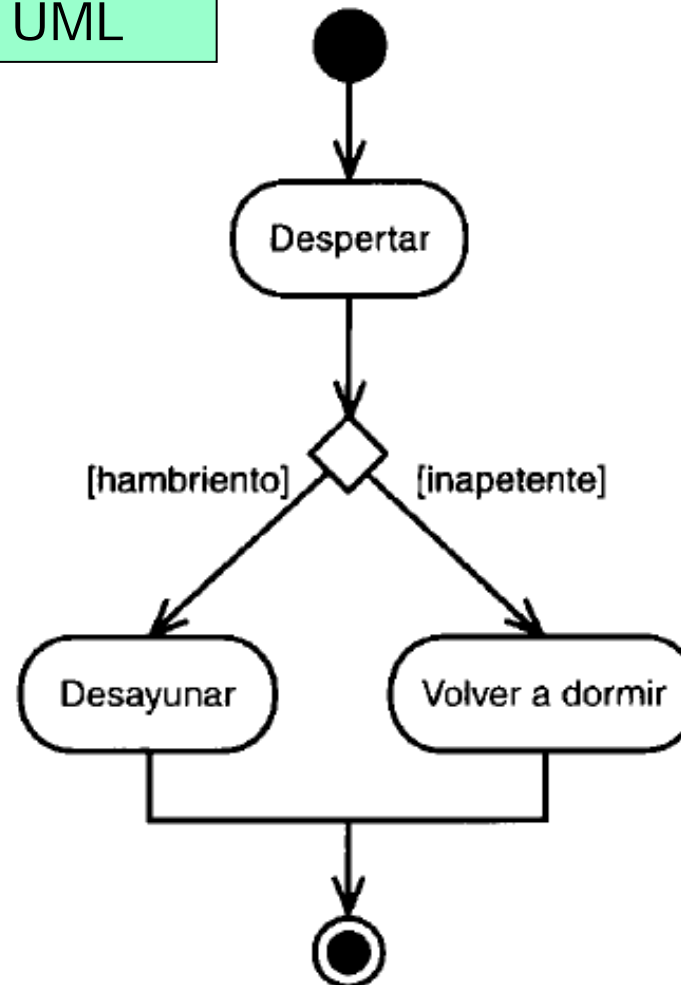 UML
Despertar
[hambriento]
[inapetente]
Desayunar
Volver a dormir